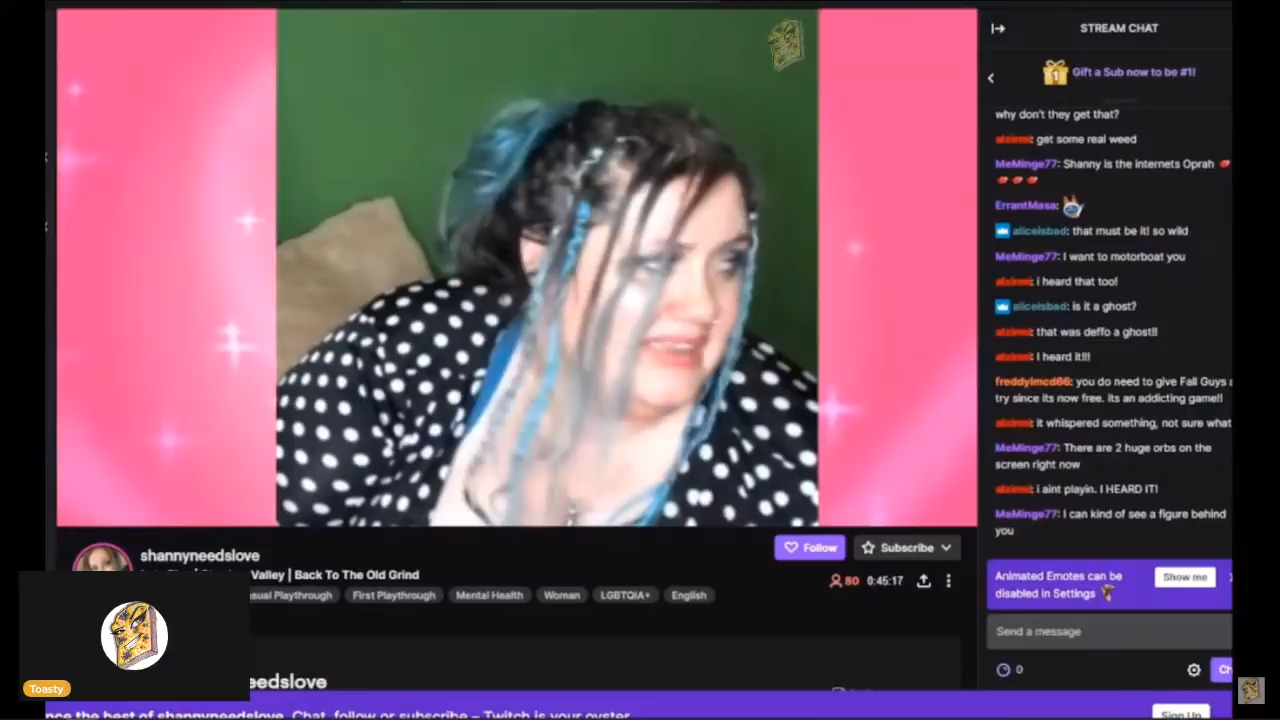 STREAM CHAT
Gift a Sub now to be #1!
why don't they get that?
alzinni: get some real weed
MeMinge77: Shanny is the internets Oprah
ErrantMasa:
aliceisbad: that must be it! so wild
MeMinge77: I want to motorboat you
i heard that too!
aliceisbad: is it a ghost?
that was deffo a ghost!!
I heard it!!!
freddylmcd66: you do need to give Fall Guys a
try since its now free. its an addicting game!!
it whispered something, not sure what
MeMinge77: There are 2 huge orbs on the
screen right now
i aint playin. I HEARD IT!
MeMinge77: I can kind of see a figure behind
you
shannyneedslove
Valley | Back To The Old Grind
Follow
Subscribe
80 0:45:17
sual Playthrough
First Playthrough
Mental Health
Woman
LGBTQIA+
English
Animated Emotes can be
disabled in Settings
Show me
Send a message
0
Ch
Toasty
eedslove
nce the best of shannyneedslove. Chat, follow or subscribe – Twitch is your oyster.
Sign Up